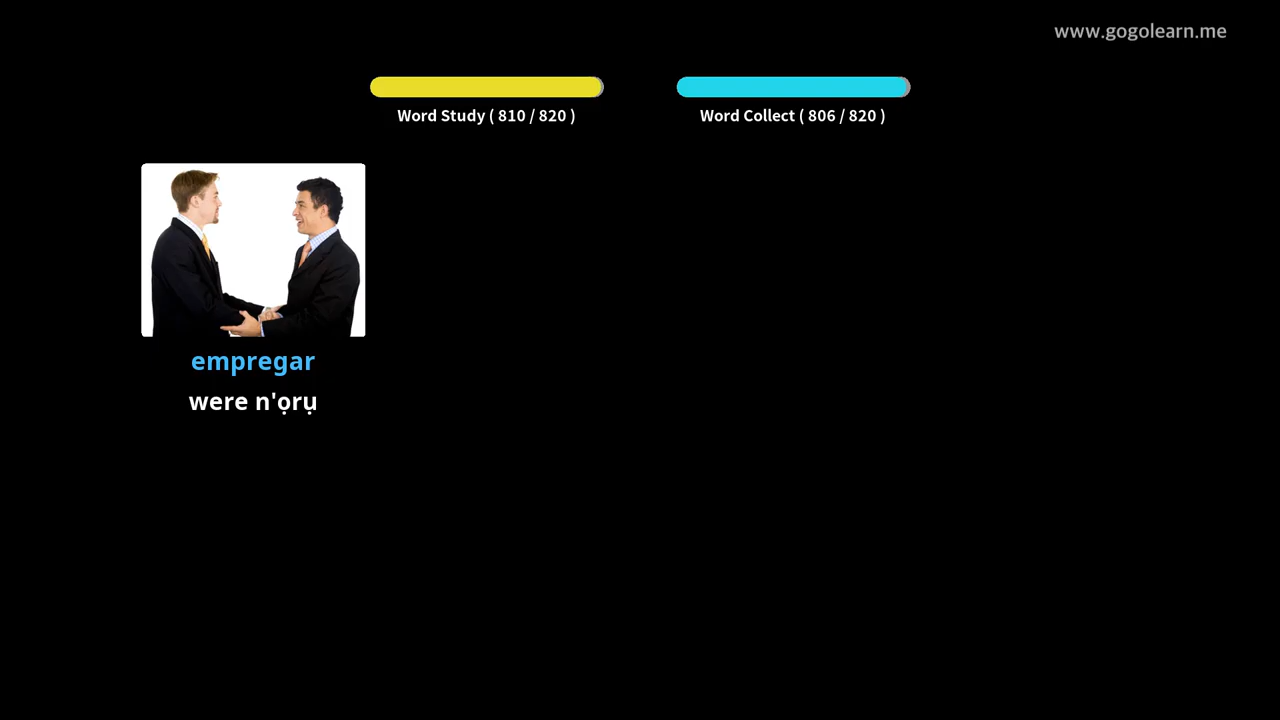 www.gogolearn.me
Word Study ( 810 / 820 )
Word Collect ( 806 / 820 )
empregar
were n'ọrụ